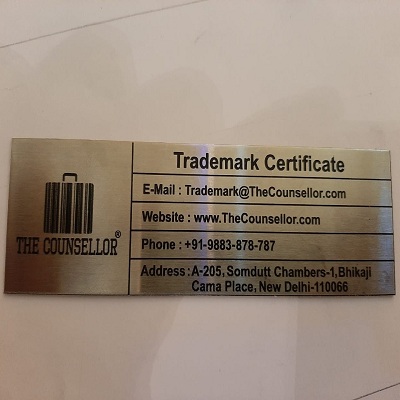 THE COUNSELLOR®
Trademark Certificate
E-Mail : Trademark@TheCounsellor.com
Website : www.TheCounsellor.com
Phone : +91-9883-878-787
Address : A-205, Somdutt Chambers-1, Bhikaji
Cama Place, New Delhi-110066